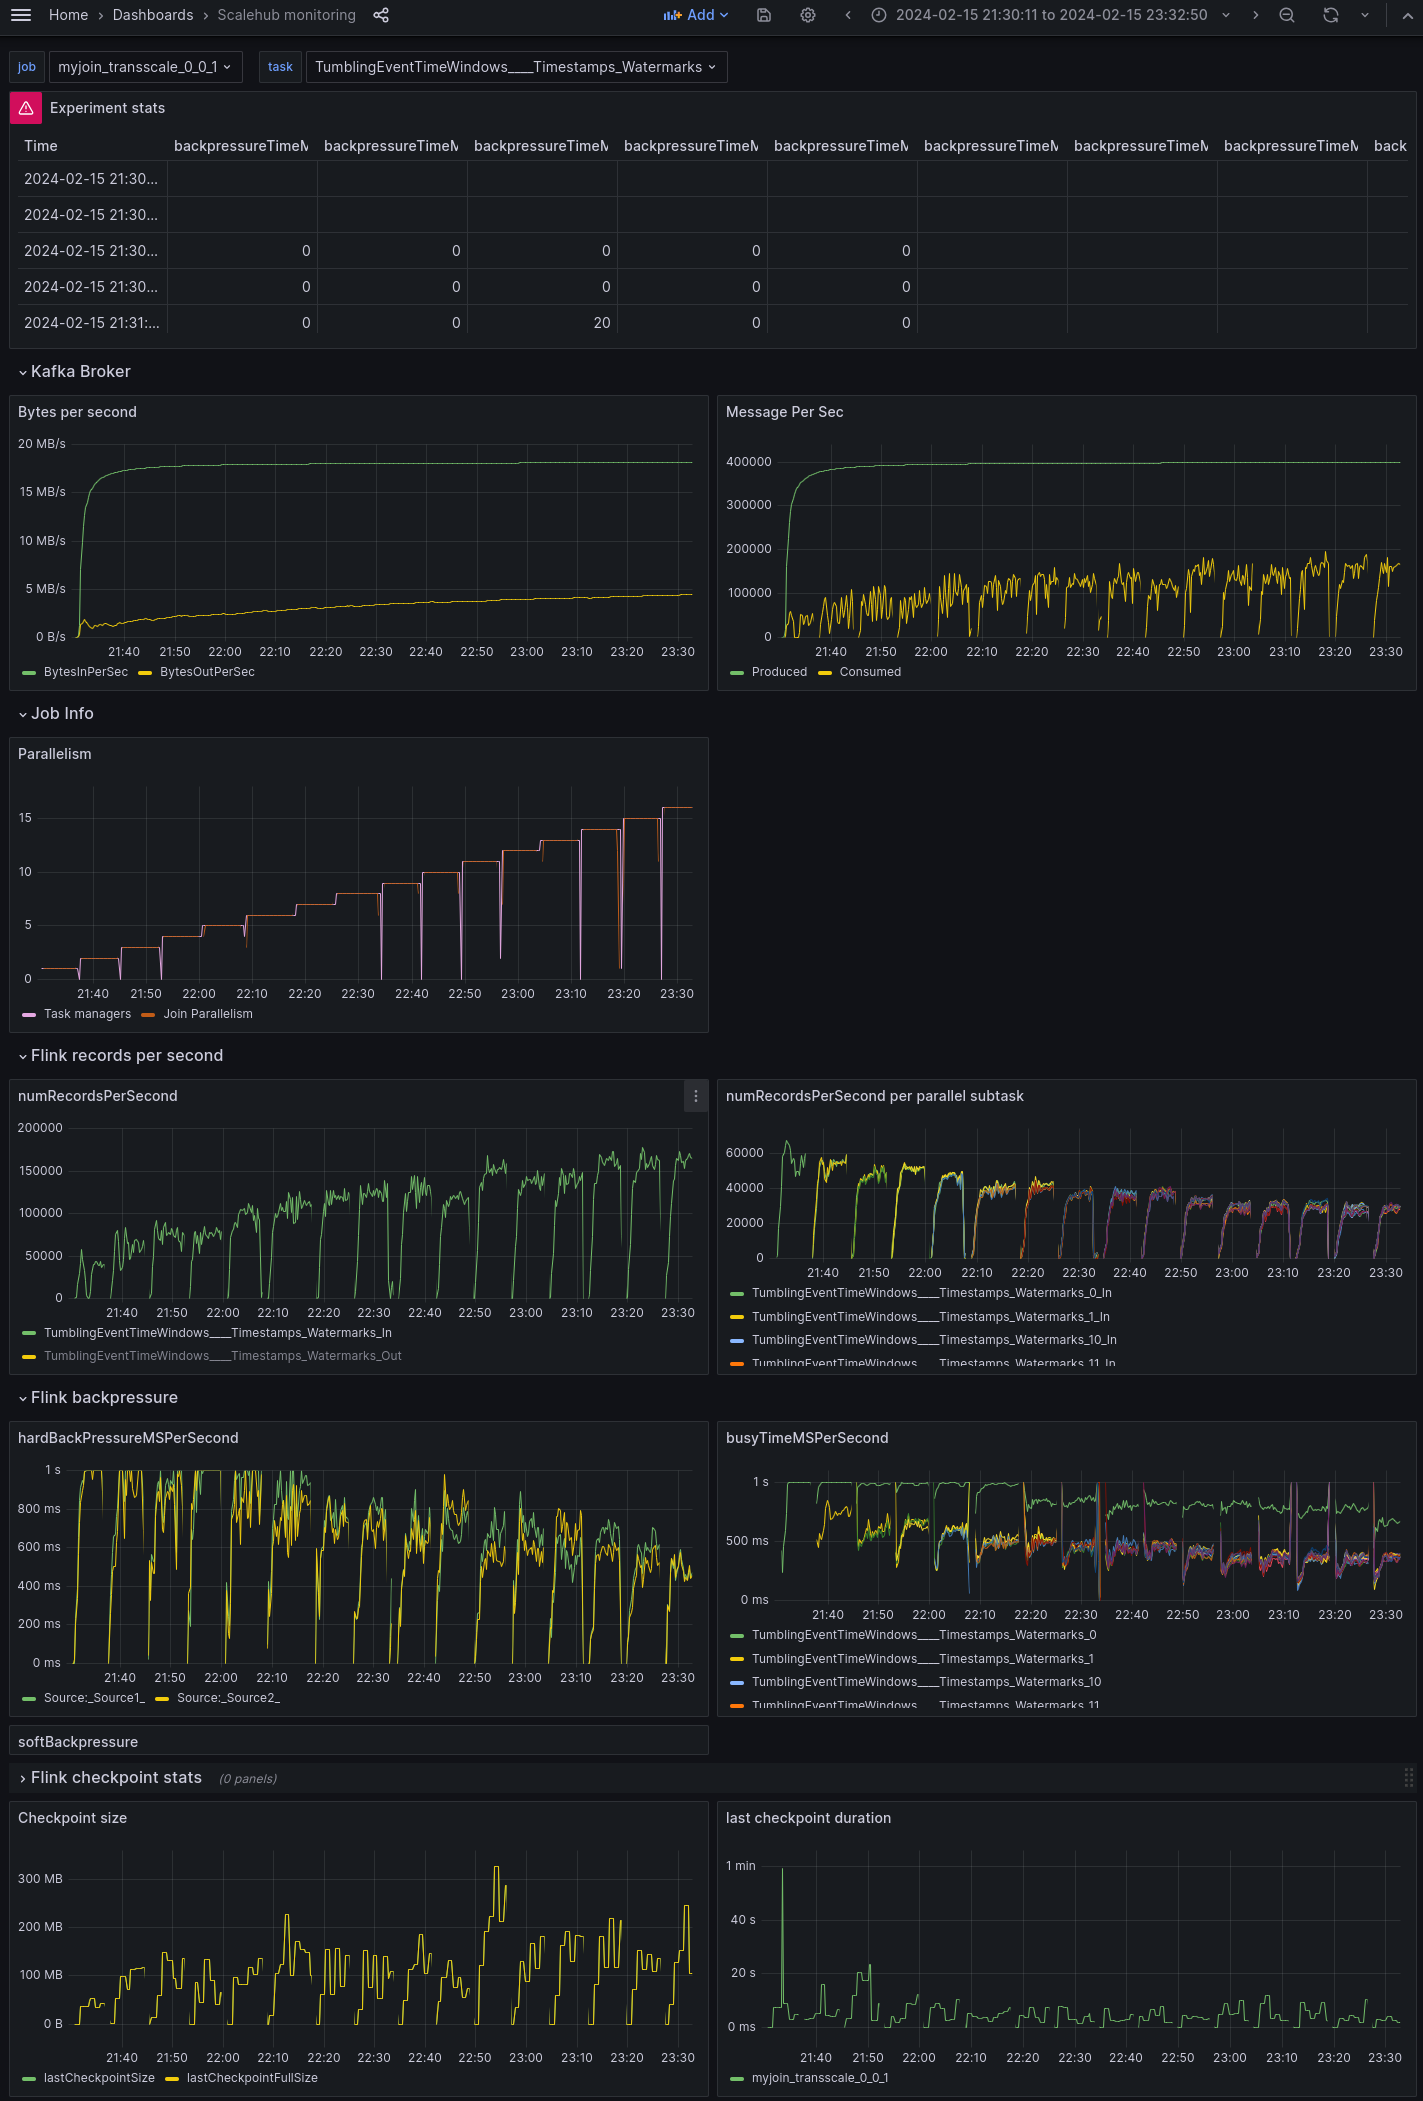 Home > Dashboards > Scalehub monitoring Add 2024-02-15 21:30:11 to 2024-02-15 23:32:50
job myjoin_transscale_0_0_1 task TumblingEventTimeWindows____Timestamps_Watermarks
Experiment stats
Time backpressureTimeM backpressureTimeM backpressureTimeM backpressureTimeM backpressureTimeM backpressureTimeM backpressureTimeM backpressureTimeM back
2024-02-15 21:30...
2024-02-15 21:30...
2024-02-15 21:30... 0 0 0 0 0
2024-02-15 21:30... 0 0 0 0 0
2024-02-15 21:31:... 0 0 20 0 0
Kafka Broker
Bytes per second
20 MB/s
15 MB/s
10 MB/s
5 MB/s
0 B/s
21:40 21:50 22:00 22:10 22:20 22:30 22:40 22:50 23:00 23:10 23:20 23:30
BytesInPerSec BytesOutPerSec
Message Per Sec
400000
300000
200000
100000
0
21:40 21:50 22:00 22:10 22:20 22:30 22:40 22:50 23:00 23:10 23:20 23:30
Produced Consumed
Job Info
Parallelism
15
10
5
0
21:40 21:50 22:00 22:10 22:20 22:30 22:40 22:50 23:00 23:10 23:20 23:30
Task managers Join Parallelism
Flink records per second
numRecordsPerSecond
200000
150000
100000
50000
0
21:40 21:50 22:00 22:10 22:20 22:30 22:40 22:50 23:00 23:10 23:20 23:30
TumblingEventTimeWindows____Timestamps_Watermarks_In
TumblingEventTimeWindows____Timestamps_Watermarks_Out
numRecordsPerSecond per parallel subtask
60000
40000
20000
0
21:40 21:50 22:00 22:10 22:20 22:30 22:40 22:50 23:00 23:10 23:20 23:30
TumblingEventTimeWindows____Timestamps_Watermarks_0_In
TumblingEventTimeWindows____Timestamps_Watermarks_1_In
TumblingEventTimeWindows____Timestamps_Watermarks_10_In
TumblingEventTimeWindows____Timestamps_Watermarks_11_In
Flink backpressure
hardBackPressureMSPerSecond
1 s
800 ms
600 ms
400 ms
200 ms
0 ms
21:40 21:50 22:00 22:10 22:20 22:30 22:40 22:50 23:00 23:10 23:20 23:30
Source:_Source1_ Source:_Source2_
busyTimeMSPerSecond
1 s
500 ms
0 ms
21:40 21:50 22:00 22:10 22:20 22:30 22:40 22:50 23:00 23:10 23:20 23:30
TumblingEventTimeWindows____Timestamps_Watermarks_0
TumblingEventTimeWindows____Timestamps_Watermarks_1
TumblingEventTimeWindows____Timestamps_Watermarks_10
TumblingEventTimeWindows____Timestamps_Watermarks_11
softBackpressure
Flink checkpoint stats (0 panels)
Checkpoint size
300 MB
200 MB
100 MB
0 B
21:40 21:50 22:00 22:10 22:20 22:30 22:40 22:50 23:00 23:10 23:20 23:30
lastCheckpointSize lastCheckpointFullSize
last checkpoint duration
1 min
40 s
20 s
0 ms
21:40 21:50 22:00 22:10 22:20 22:30 22:40 22:50 23:00 23:10 23:20 23:30
myjoin_transscale_0_0_1